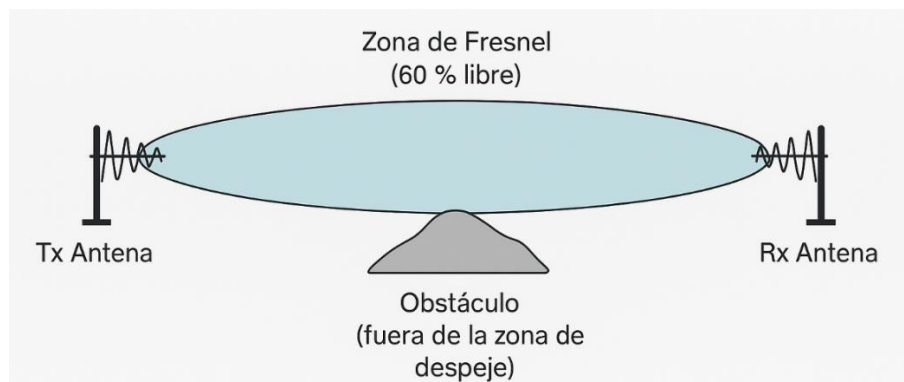 Zona de Fresnel
(60 % libre)
Tx Antena
Rx Antena
Obstáculo
(fuera de la zona de
despeje)